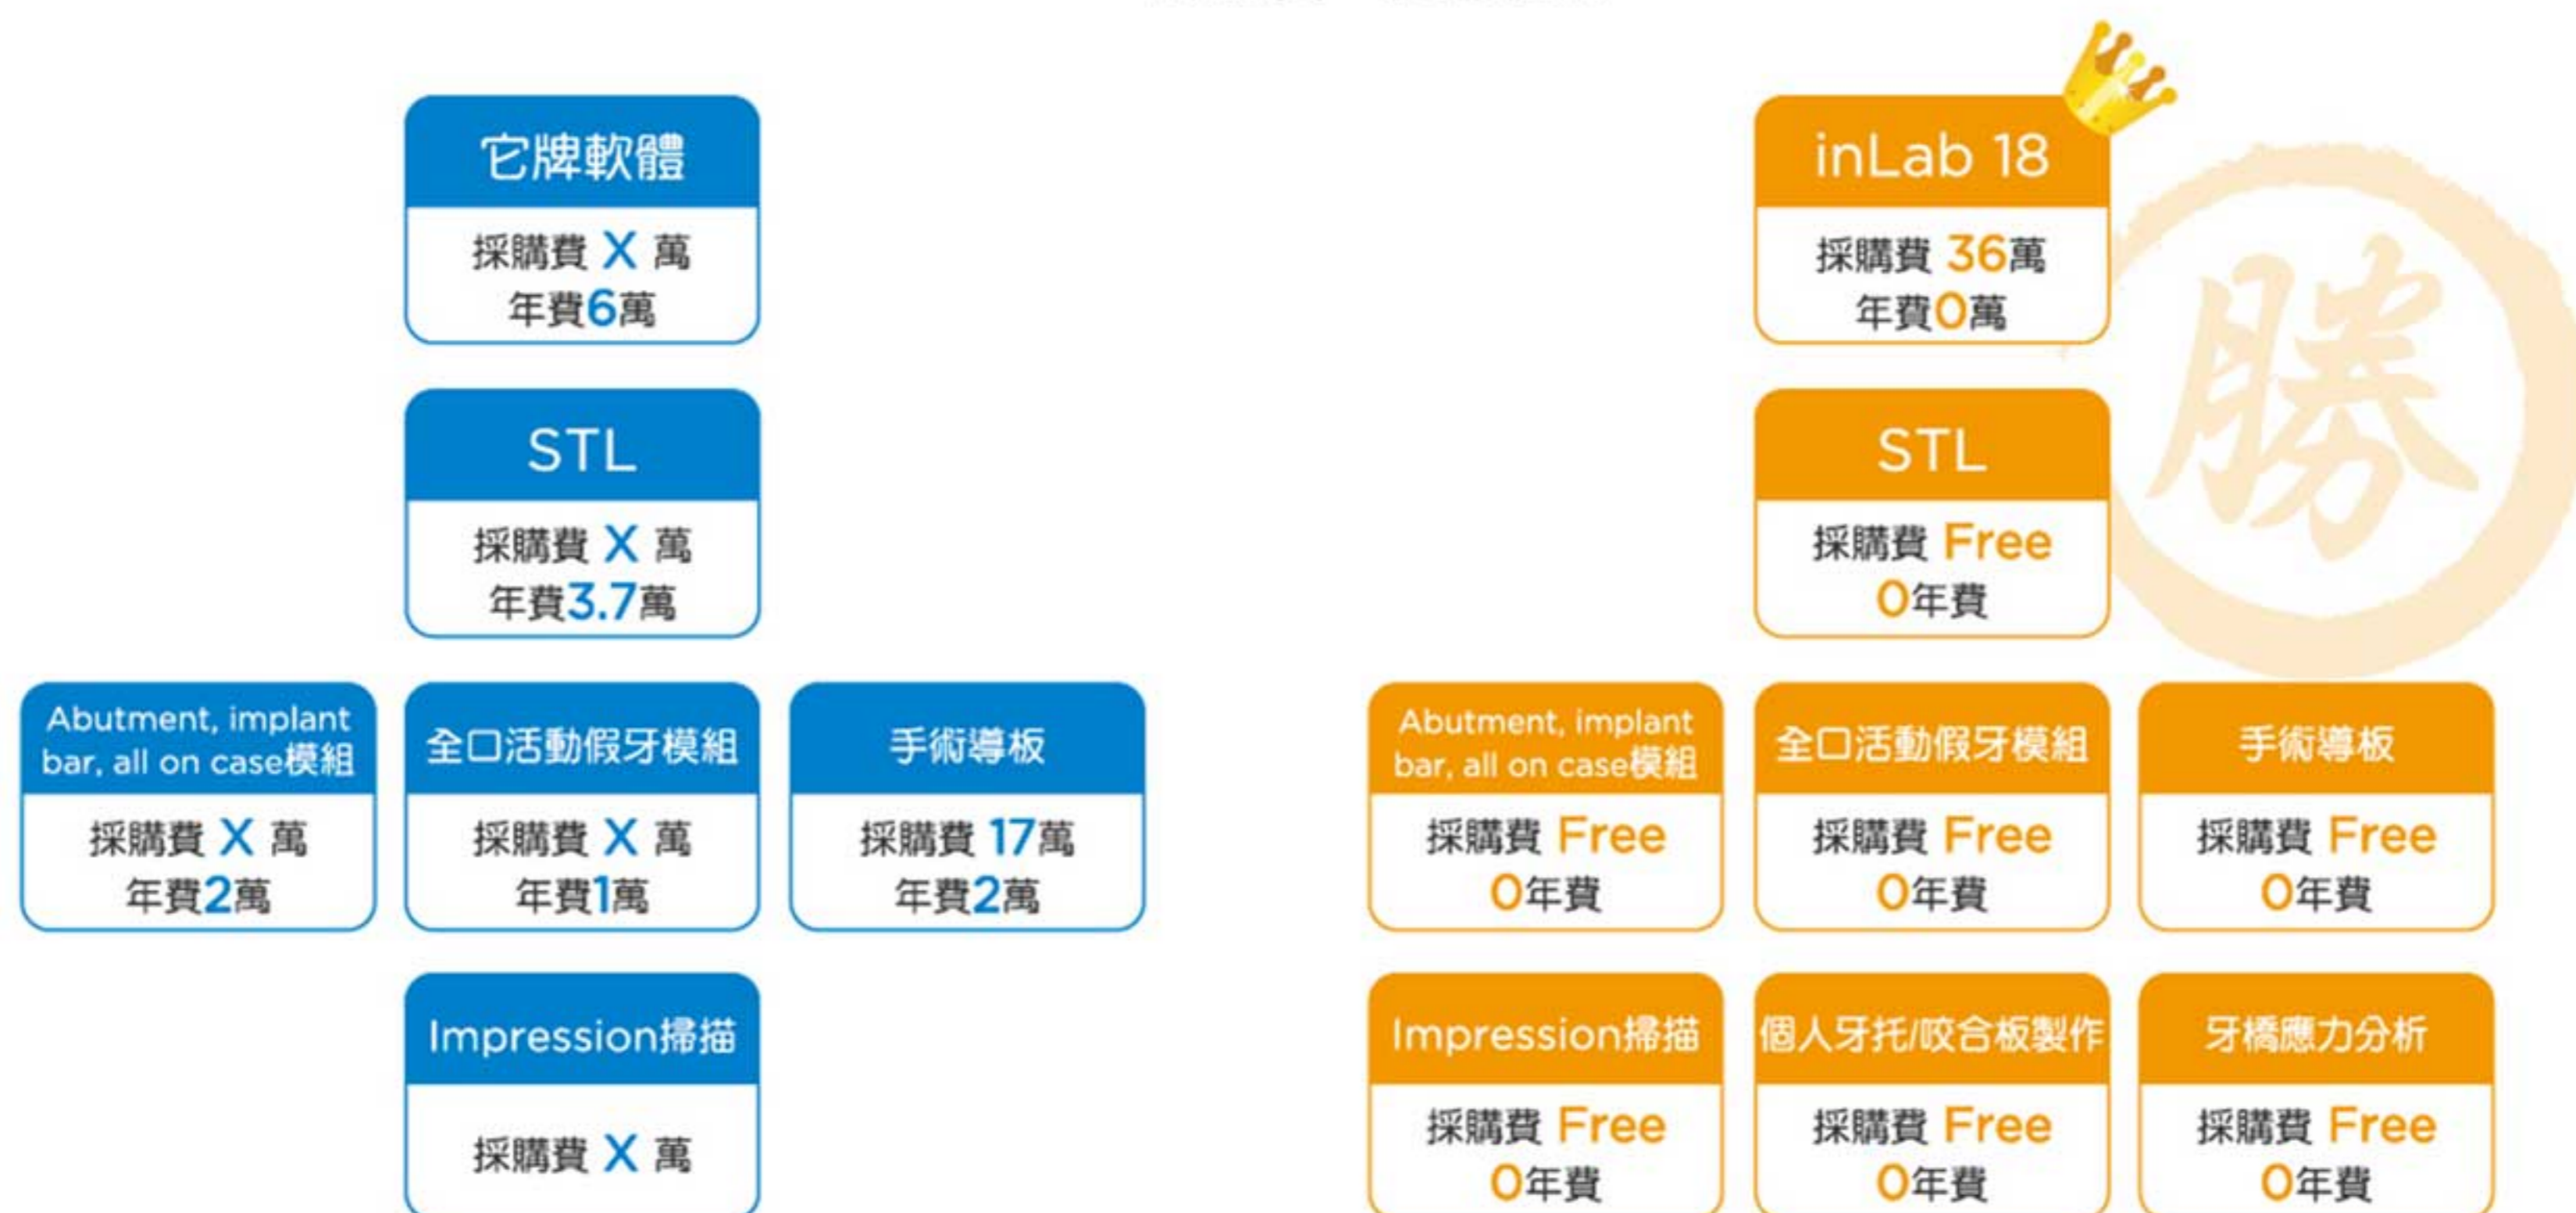 它牌軟體
採購費 X 萬
年費6萬
STL
採購費 X 萬
年費3.7萬
Abutment, implant
bar, all on case模組
採購費 X 萬
年費2萬
全口活動假牙模組
採購費 X 萬
年費1萬
手術導板
採購費 17萬
年費2萬
Impression掃描
採購費 X 萬
inLab 18
採購費 36萬
年費0萬
勝
STL
採購費 Free
0年費
Abutment, implant
bar, all on case模組
採購費 Free
0年費
全口活動假牙模組
採購費 Free
0年費
手術導板
採購費 Free
0年費
Impression掃描
採購費 Free
0年費
個人牙托/咬合板製作
採購費 Free
0年費
牙橋應力分析
採購費 Free
0年費